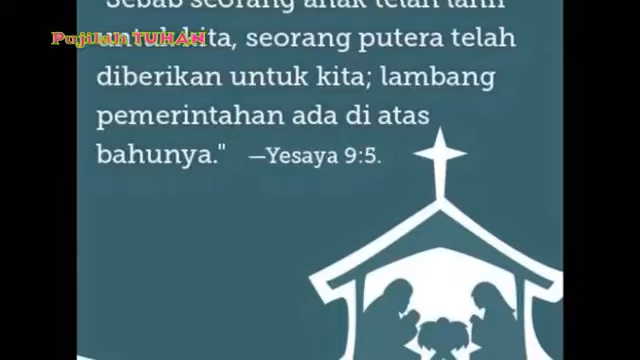 "Sebab seorang anak telah lahir
Pujilah TUHAN
untuk kita, seorang putera telah
diberikan untuk kita; lambang
pemerintahan ada di atas
bahunya." —Yesaya 9:5.